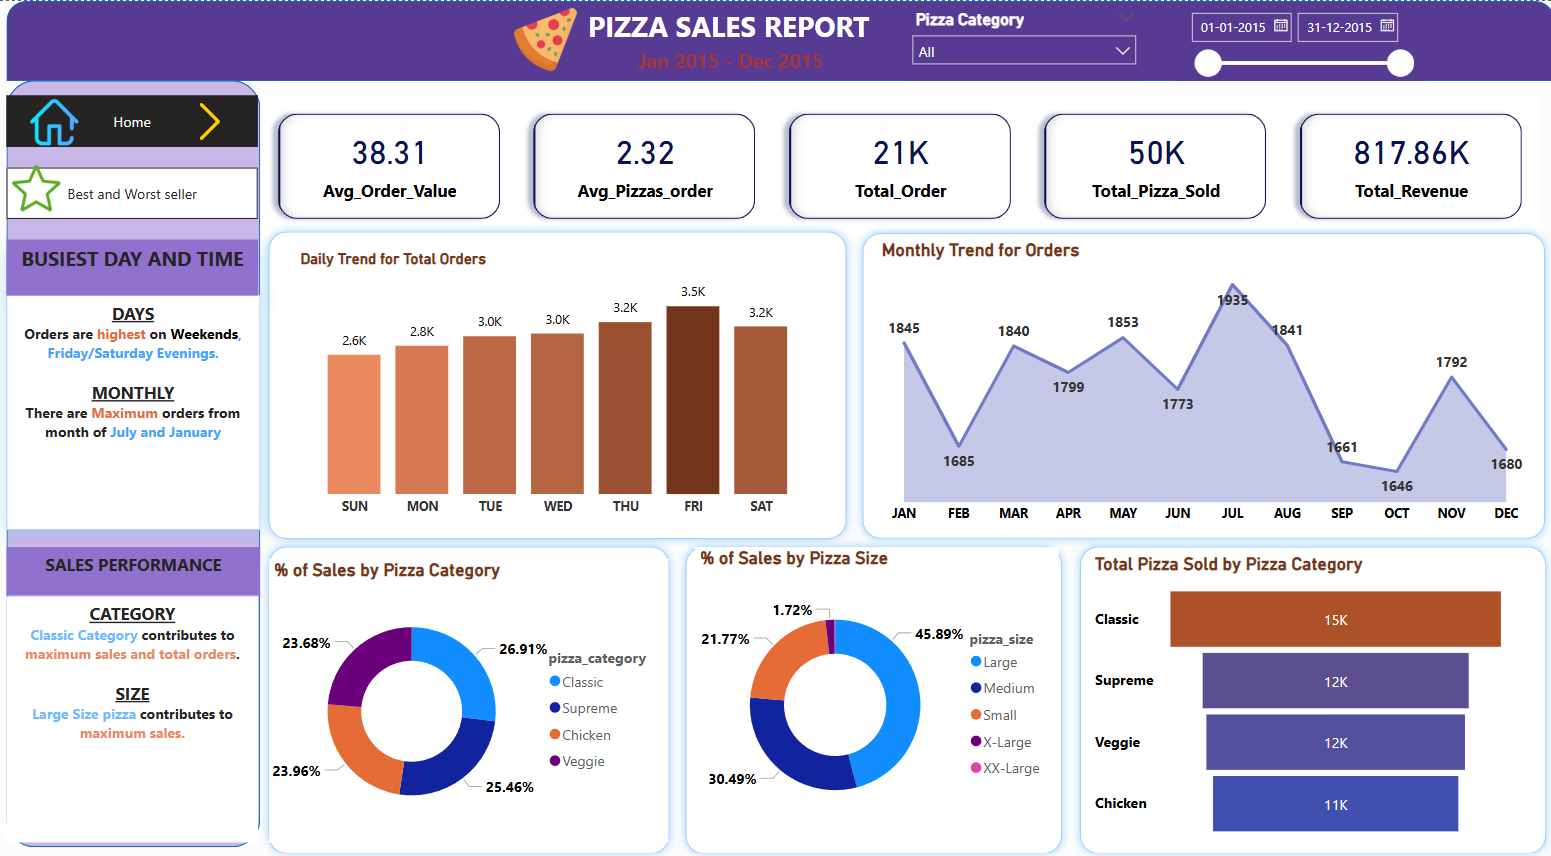 PIZZA SALES REPORT
Jan 2015 - Dec 2015
Pizza Category
All
01-01-2015
31-12-2015
Home
Best and Worst seller
BUSIEST DAY AND TIME
DAYS
Orders are highest on Weekends,
Friday/Saturday Evenings.
MONTHLY
There are Maximum orders from
month of July and January
SALES PERFORMANCE
CATEGORY
Classic Category contributes to
maximum sales and total orders.
SIZE
Large Size pizza contributes to
maximum sales.
38.31
Avg_Order_Value
2.32
Avg_Pizzas_order
21K
Total_Order
50K
Total_Pizza_Sold
817.86K
Total_Revenue
Daily Trend for Total Orders
2.6K
2.8K
3.0K
3.0K
3.2K
3.5K
3.2K
SUN MON TUE WED THU FRI SAT
Monthly Trend for Orders
1845
1685
1840
1799
1853
1773
1935
1841
1661
1646
1792
1680
JAN FEB MAR APR MAY JUN JUL AUG SEP OCT NOV DEC
% of Sales by Pizza Category
23.68%
26.91%
23.96%
25.46%
pizza_category
Classic
Supreme
Chicken
Veggie
% of Sales by Pizza Size
1.72%
21.77%
45.89%
30.49%
pizza_size
Large
Medium
Small
X-Large
XX-Large
Total Pizza Sold by Pizza Category
Classic 15K
Supreme 12K
Veggie 12K
Chicken 11K